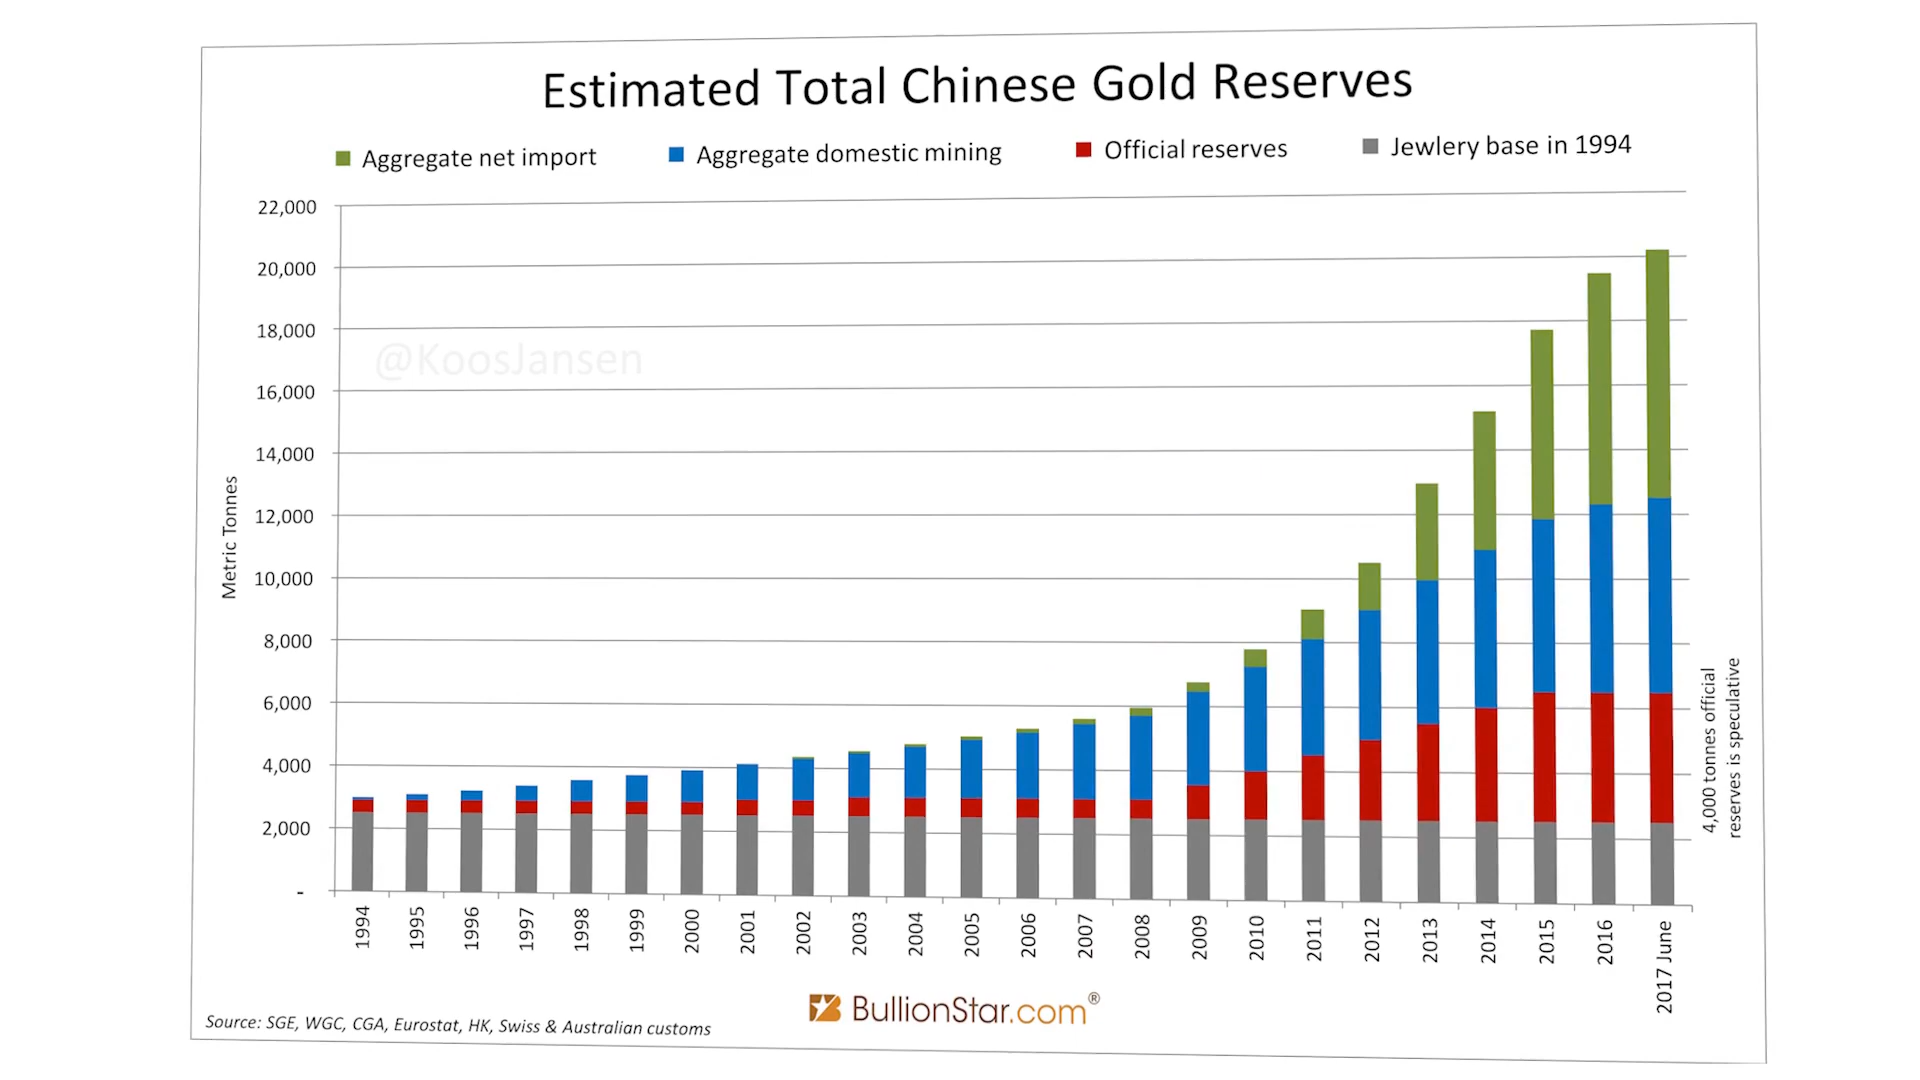 Estimated Total Chinese Gold Reserves
Aggregate net import
Aggregate domestic mining
Official reserves
Jewlery base in 1994
22,000
20,000
18,000
16,000
14,000
12,000
10,000
8,000
6,000
4,000
2,000
-
Metric Tonnes
@KoosJansen
4,000 tonnes official
reserves is speculative
1994
1995
1996
1997
1998
1999
2000
2001
2002
2003
2004
2005
2006
2007
2008
2009
2010
2011
2012
2013
2014
2015
2016
2017 June
BullionStar.com®
Source: SGE, WGC, CGA, Eurostat, HK, Swiss & Australian customs